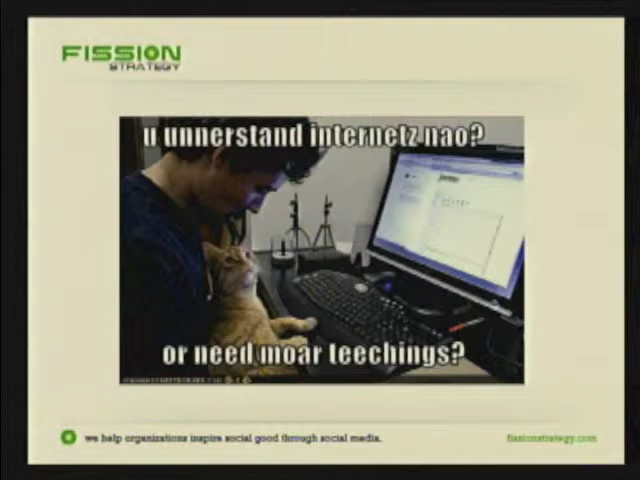 FISSION
STRATEGY
u unnerstand internetz nao?
or need moar teechings?
we help organizations inspire social good through social media.
fissionstrategy.com